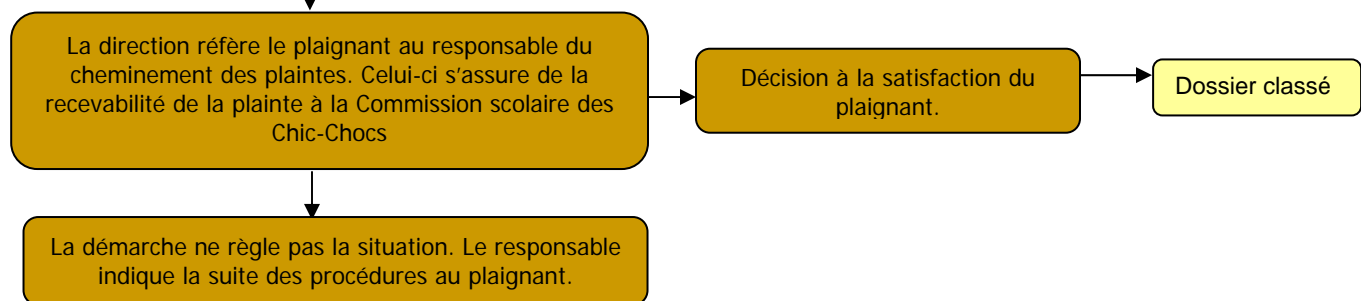 La direction réfère le plaignant au responsable du
cheminement des plaintes. Celui-ci s'assure de la
recevabilité de la plainte à la Commission scolaire des
Chic-Chocs
Décision à la satisfaction du
plaignant.
Dossier classé
La démarche ne règle pas la situation. Le responsable
indique la suite des procédures au plaignant.